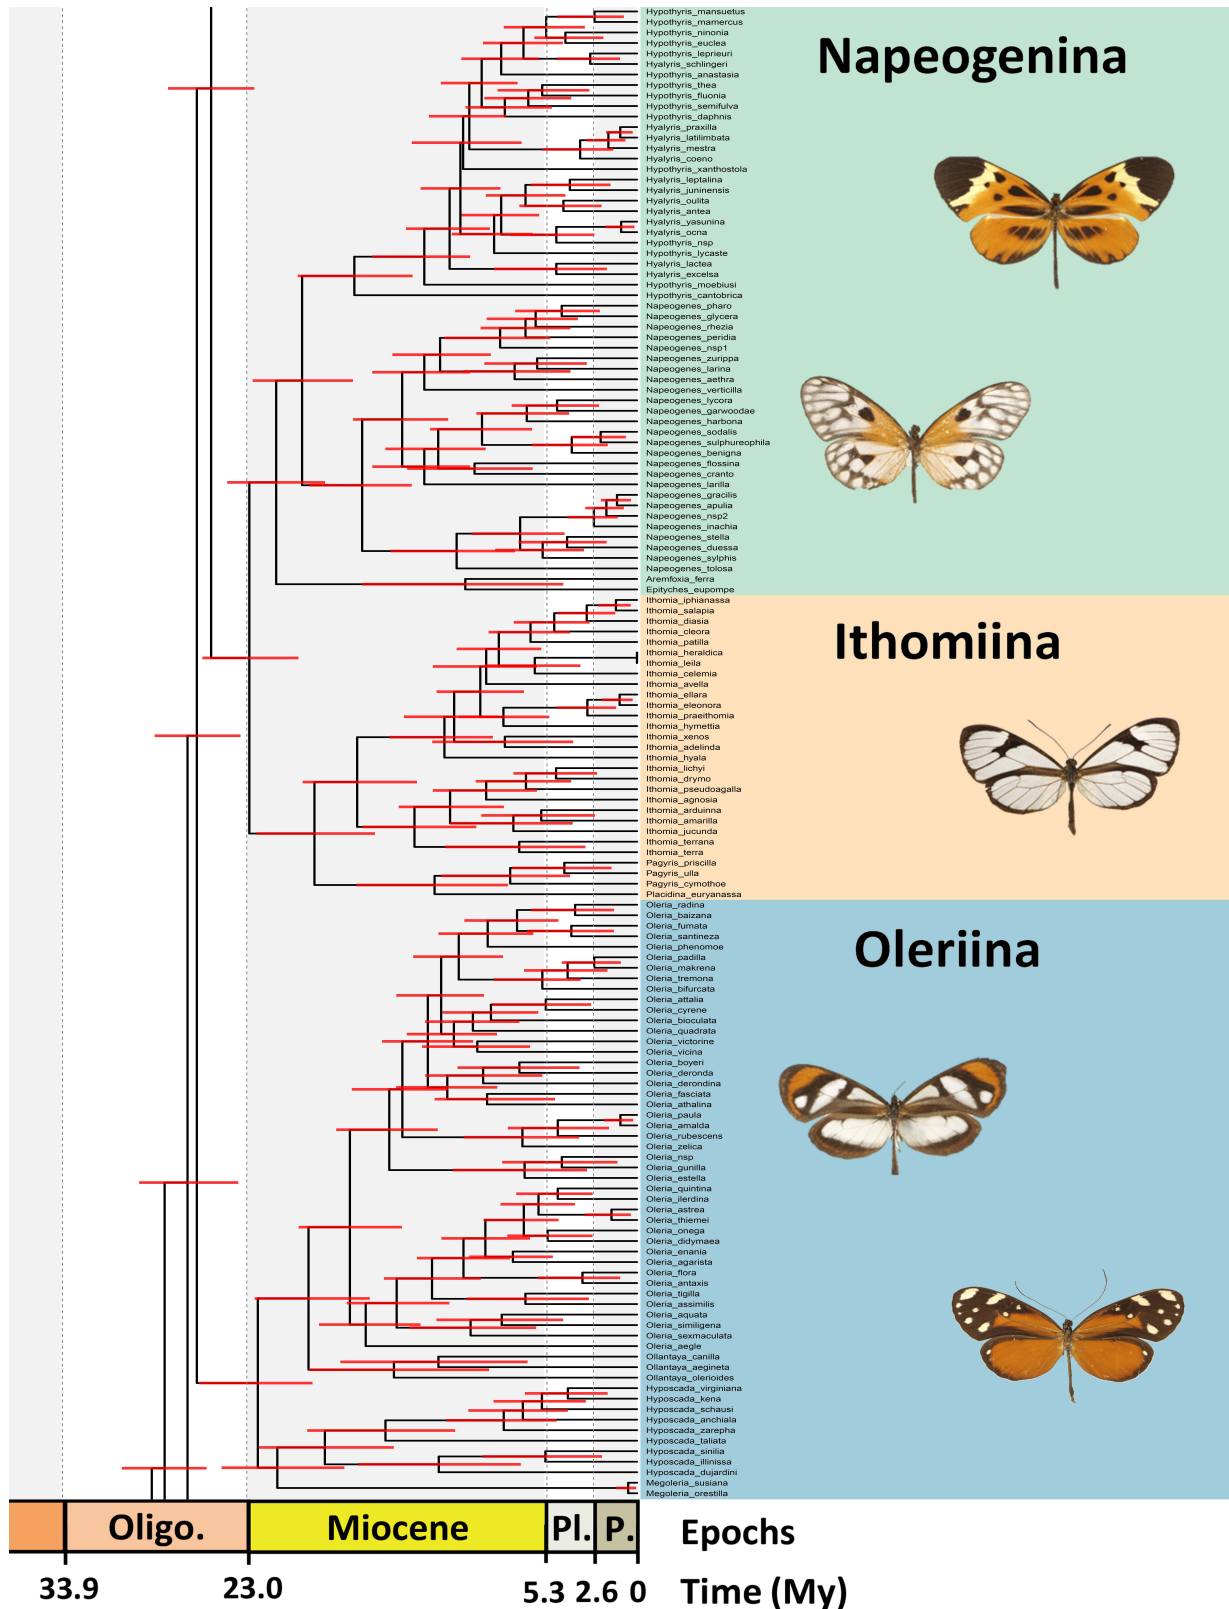 Hypothyris_mansuetus
Hypothyris_mamercus
Hypothyris_ninonia
Hypothyris_euclea
Hypothyris_leprieuri
Hyalyris_schlingeri
Hypothyris_anastasia
Hypothyris_thea
Hypothyris_fluonia
Hypothyris_semifulva
Hypothyris_daphnis
Hyalyris_praxilla
Hyalyris_latilimbata
Hyalyris_mestra
Hyalyris_coeno
Hypothyris_xanthostola
Hyalyris_leptalina
Hyalyris_juninensis
Hyalyris_oulita
Hyalyris_antea
Hyalyris_yasunina
Hyalyris_ocna
Hypothyris_nsp
Hypothyris_lycaste
Hyalyris_lactea
Hyalyris_excelsa
Hypothyris_moebiusi
Hypothyris_cantobrica
Napeogenes_pharo
Napeogenes_glycera
Napeogenes_rhezia
Napeogenes_peridia
Napeogenes_nsp1
Napeogenes_zurippa
Napeogenes_larina
Napeogenes_aethra
Napeogenes_verticilla
Napeogenes_lycora
Napeogenes_garwoodae
Napeogenes_harbona
Napeogenes_sodalis
Napeogenes_sulphureophila
Napeogenes_benigna
Napeogenes_flossina
Napeogenes_cranto
Napeogenes_larilla
Napeogenes_gracilis
Napeogenes_apulia
Napeogenes_nsp2
Napeogenes_inachia
Napeogenes_stella
Napeogenes_duessa
Napeogenes_sylphis
Napeogenes_tolosa
Aremfoxia_ferra
Epityches_eupompe
Napeogenina
Ithomia_iphianassa
Ithomia_salapia
Ithomia_diasia
Ithomia_cleora
Ithomia_patilla
Ithomia_heraldica
Ithomia_leila
Ithomia_celemia
Ithomia_avella
Ithomia_ellara
Ithomia_eleonora
Ithomia_praeithomia
Ithomia_hymettia
Ithomia_xenos
Ithomia_adelinda
Ithomia_hyala
Ithomia_lichyi
Ithomia_drymo
Ithomia_pseudoagalla
Ithomia_agnosia
Ithomia_arduinna
Ithomia_amarilla
Ithomia_jucunda
Ithomia_terrana
Ithomia_terra
Pagyris_priscilla
Pagyris_ulla
Pagyris_cymothoe
Placidina_euryanassa
Ithomiina
Oleria_radina
Oleria_baizana
Oleria_fumata
Oleria_santineza
Oleria_phenomoe
Oleria_padilla
Oleria_makrena
Oleria_tremona
Oleria_bifurcata
Oleria_attalia
Oleria_cyrene
Oleria_bioculata
Oleria_quadrata
Oleria_victorine
Oleria_vicina
Oleria_boyeri
Oleria_deronda
Oleria_derondina
Oleria_fasciata
Oleria_athalina
Oleria_paula
Oleria_amalda
Oleria_rubescens
Oleria_zelica
Oleria_nsp
Oleria_gunilla
Oleria_estella
Oleria_quintina
Oleria_ilerdina
Oleria_astrea
Oleria_thiemei
Oleria_onega
Oleria_didymaea
Oleria_enania
Oleria_agarista
Oleria_flora
Oleria_antaxis
Oleria_tigilla
Oleria_assimilis
Oleria_aquata
Oleria_similigena
Oleria_sexmaculata
Oleria_aegle
Ollantaya_canilla
Ollantaya_aegineta
Ollantaya_olerioides
Hyposcada_virginiana
Hyposcada_kena
Hyposcada_schausi
Hyposcada_anchiala
Hyposcada_zarepha
Hyposcada_taliata
Hyposcada_sinilia
Hyposcada_illinissa
Hyposcada_dujardini
Megoleria_susiana
Megoleria_orestilla
Oleriina
Oligo. Miocene Pl. P. Epochs
33.9 23.0 5.3 2.6 0 Time (My)